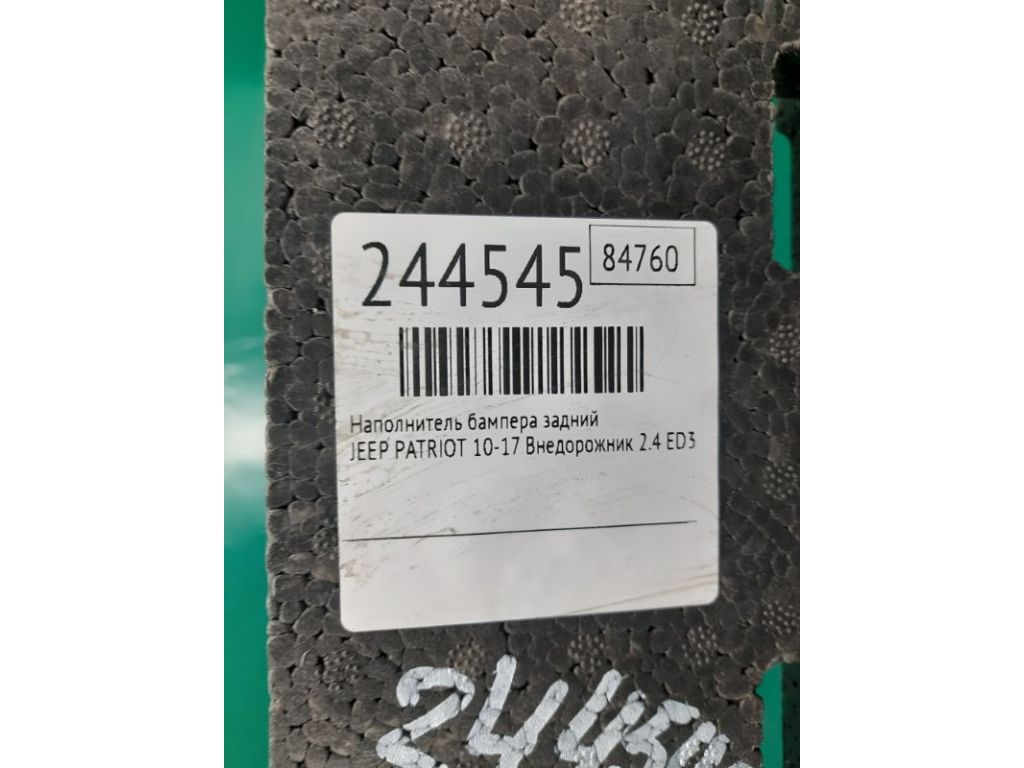 244545
84760
Наполнитель бампера задний
JEEP PATRIOT 10-17 Внедорожник 2.4 ED3